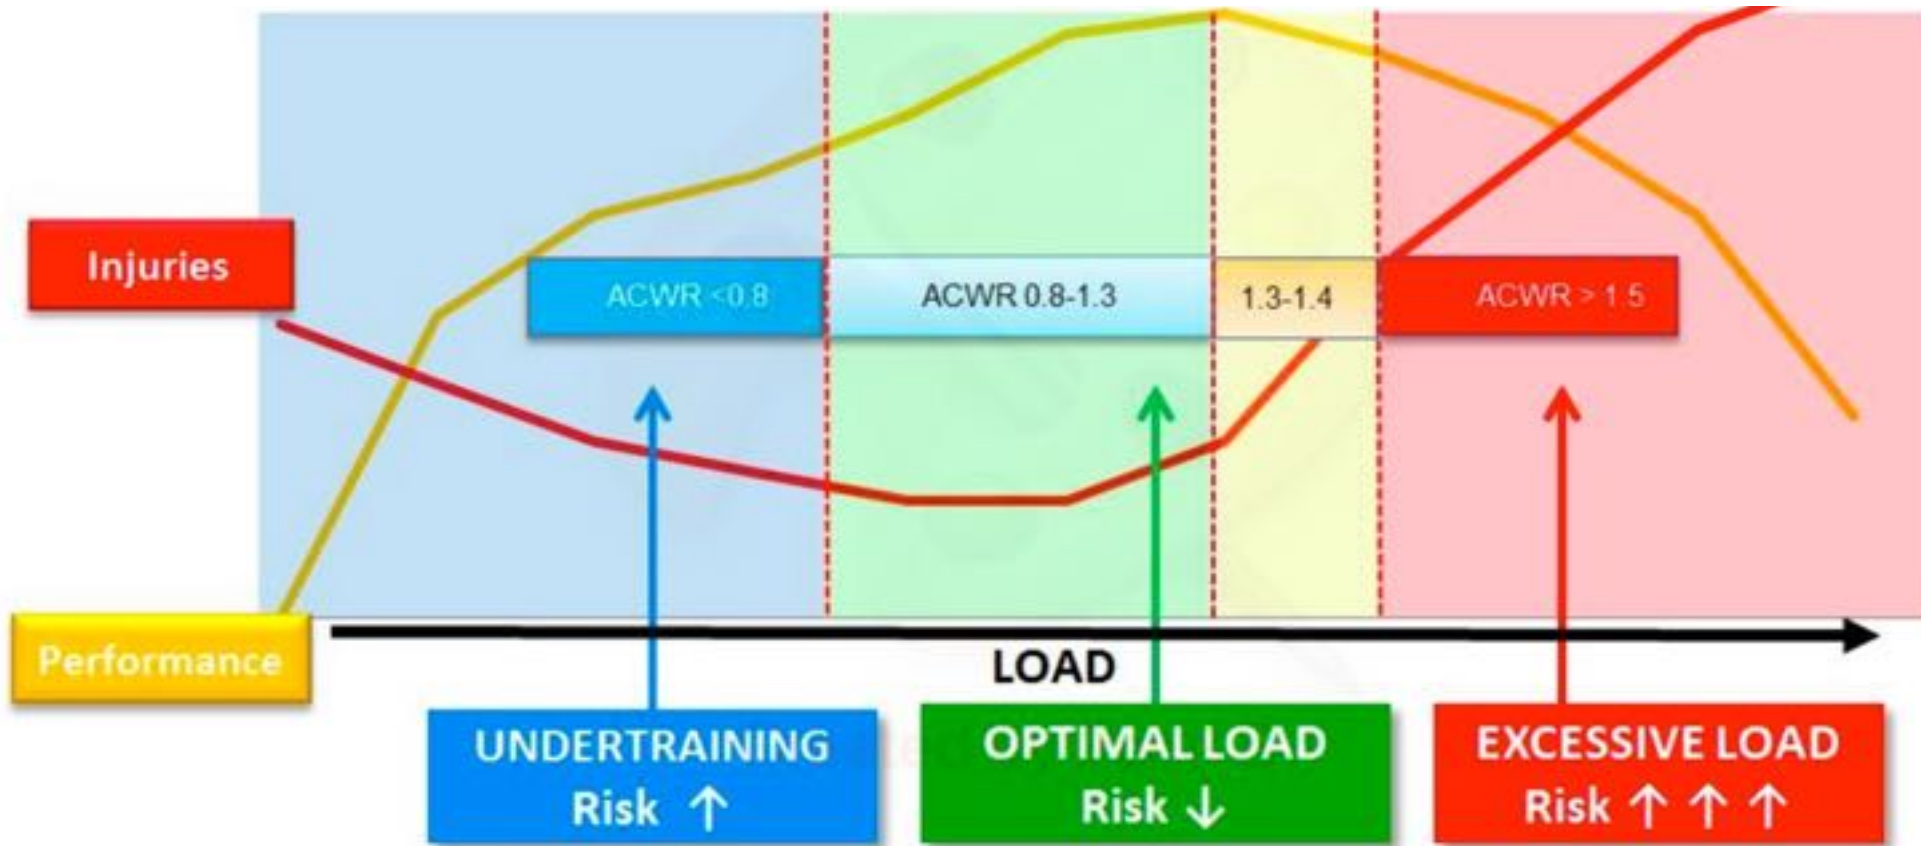 Injuries
ACWR <0.8
ACWR 0.8-1.3
1.3-1.4
ACWR > 1.5
Performance
LOAD
UNDERTRAINING
Risk ↑
OPTIMAL LOAD
Risk ↓
EXCESSIVE LOAD
Risk ↑ ↑ ↑